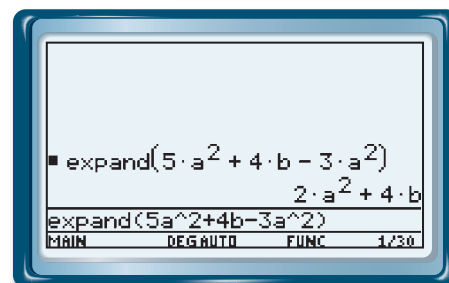 ▪ expand(5·a² + 4·b − 3·a²)
2·a² + 4·b
expand(5a^2+4b-3a^2)
MAIN DEG AUTO FUNC 1/30